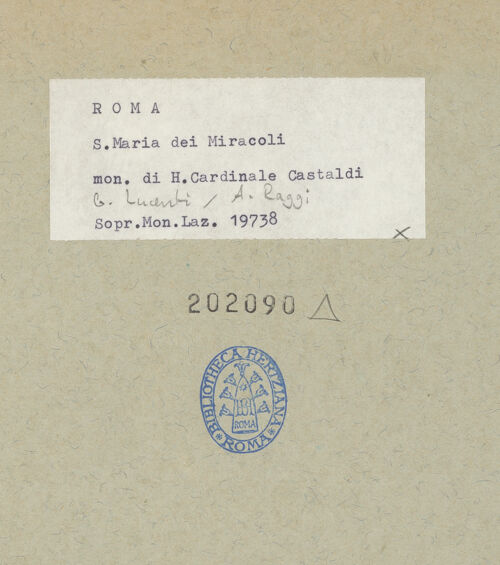 ROMA
S.Maria dei Miracoli
mon. di H.Cardinale Castaldi
G. Lucenti / A. Raggi
Sopr.Mon.Laz. 19738
202090
BIBLIOTHECA HERTZIANA
ROMA
ROMA